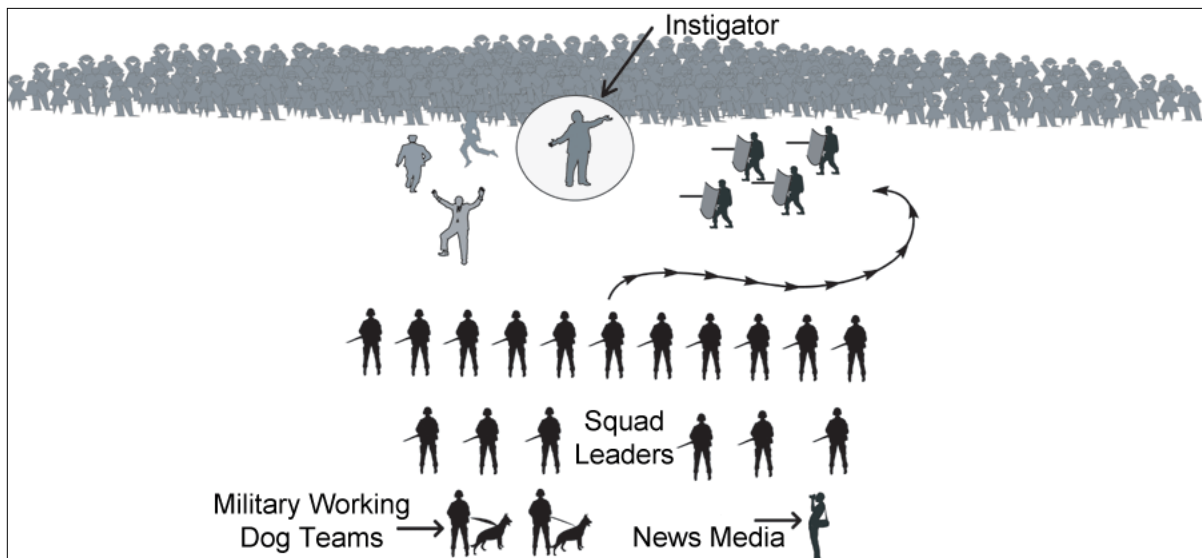 Instigator
Squad
Leaders
Military Working
Dog Teams
News Media